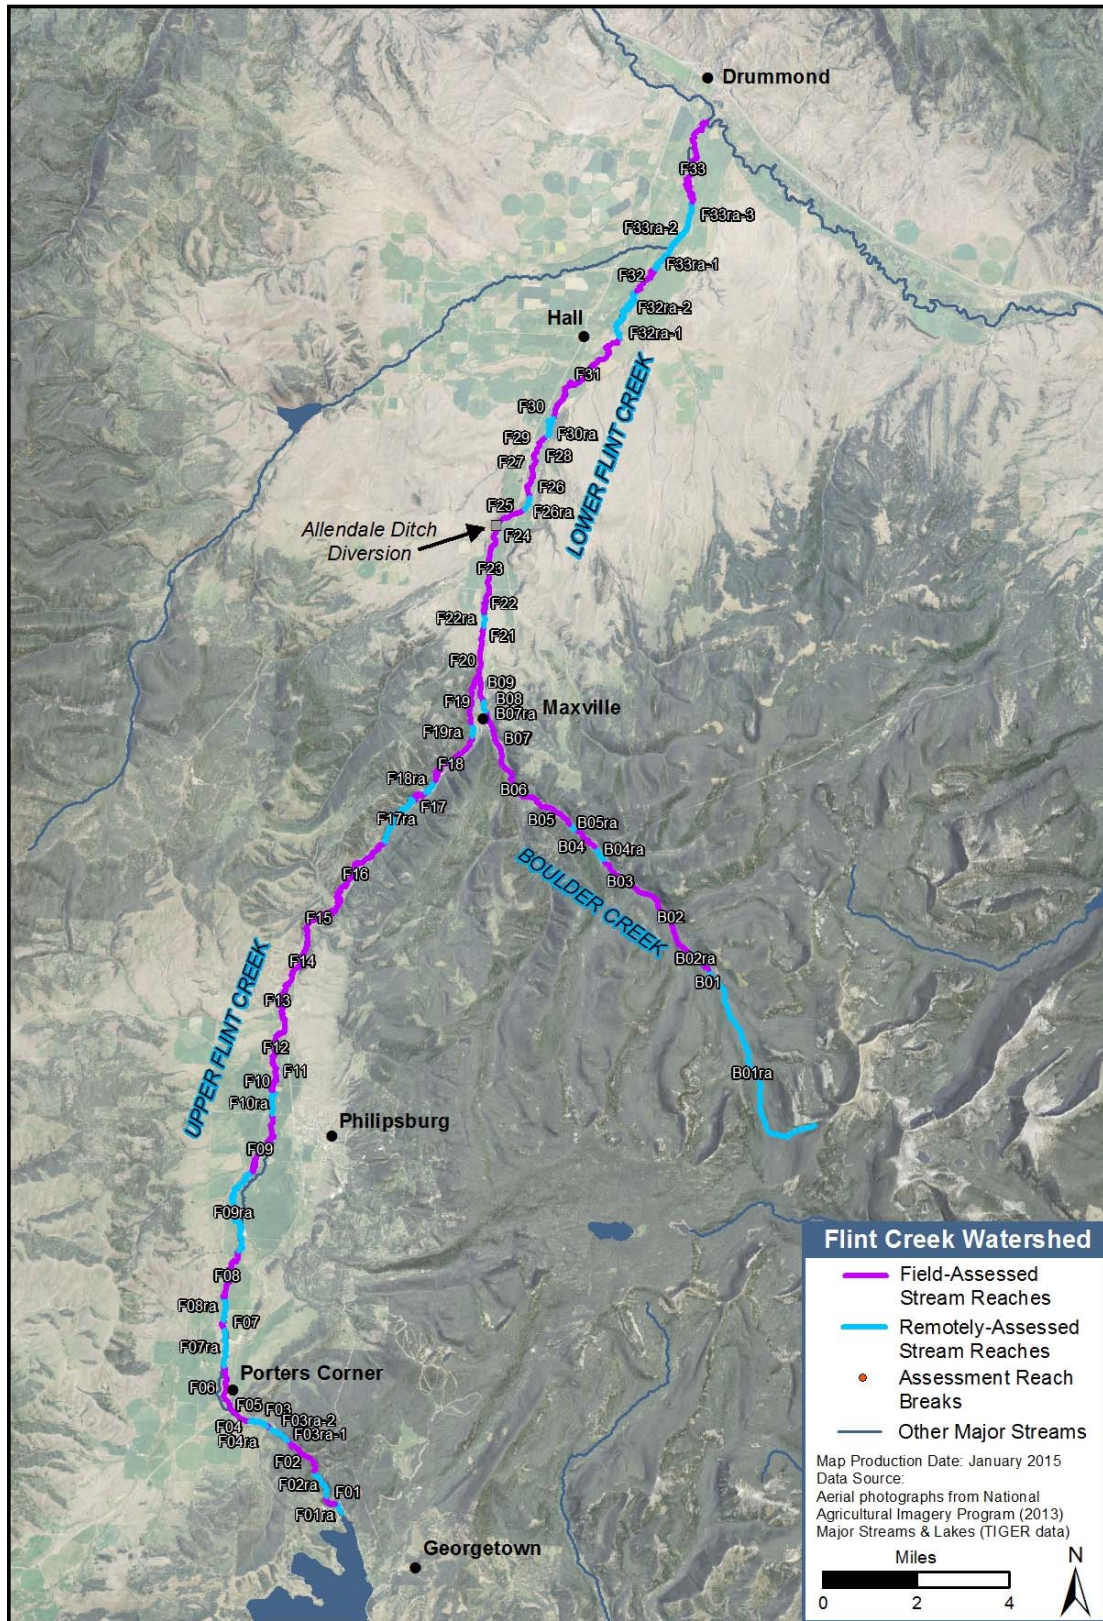 Drummond
F33
F33ra-3
F33ra-2
F33ra-1
F32
F32ra-2
Hall
F32ra-1
F31
F30
F30ra
F29
F28
F27
F26
F25
F26ra
LOWER FLINT CREEK
Allendale Ditch
Diversion
F24
F23
F22
F22ra
F21
F20
B09
F19
B08
Maxville
B07ra
F19ra
B07
F18
F18ra
B06
F17
F17ra
B05
B05ra
B04
B04ra
F16
BOULDER CREEK
B03
F15
B02
UPPER FLINT CREEK
F14
B02ra
B01
F13
F12
F11
B01ra
F10
F10ra
Philipsburg
F09
F09ra
F08
F08ra
F07
F07ra
Porters Corner
F06
F05
F03
F03ra-2
F04
F03ra-1
F04ra
F02
F02ra
F01
F01ra
Georgetown
Flint Creek Watershed
Field-Assessed
Stream Reaches
Remotely-Assessed
Stream Reaches
Assessment Reach
Breaks
Other Major Streams
Map Production Date: January 2015
Data Source:
Aerial photographs from National
Agricultural Imagery Program (2013)
Major Streams & Lakes (TIGER data)
Miles
N
0 2 4